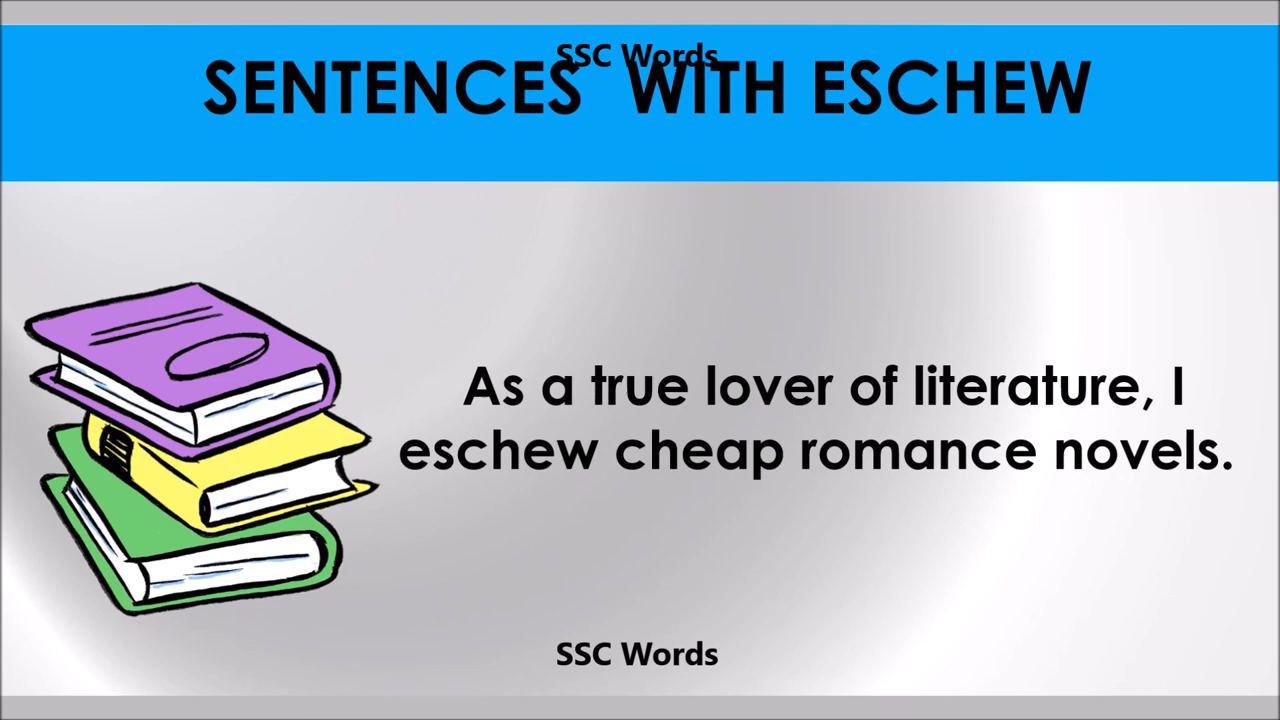 SSC Words
SENTENCES WITH ESCHEW
As a true lover of literature, I
eschew cheap romance novels.
SSC Words